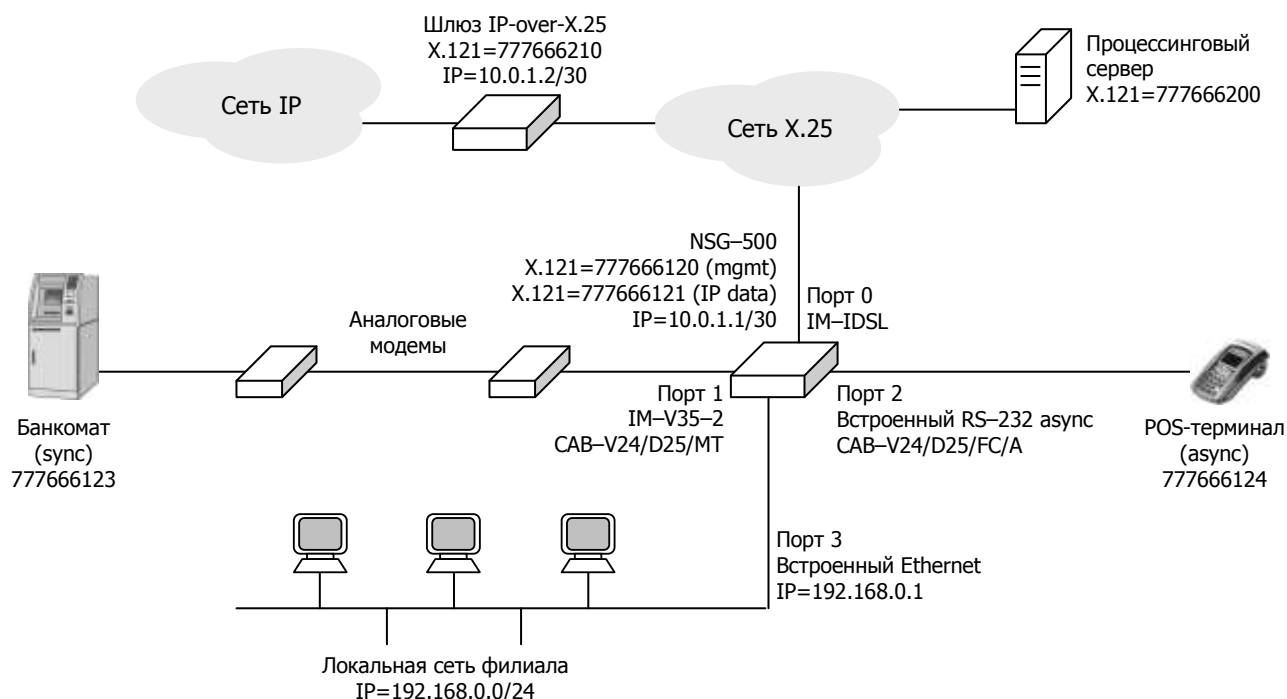 Шлюз IP-over-X.25
X.121=777666210
IP=10.0.1.2/30
Процессинговый
сервер
X.121=777666200
Сеть IP
Сеть X.25
NSG–500
X.121=777666120 (mgmt)
X.121=777666121 (IP data)
IP=10.0.1.1/30
Порт 0
IM–IDSL
Аналоговые
модемы
Порт 1
IM–V35–2
CAB–V24/D25/MT
Порт 2
Встроенный RS–232 async
CAB–V24/D25/FC/A
Банкомат
(sync)
777666123
POS-терминал
(async)
777666124
Порт 3
Встроенный Ethernet
IP=192.168.0.1
Локальная сеть филиала
IP=192.168.0.0/24